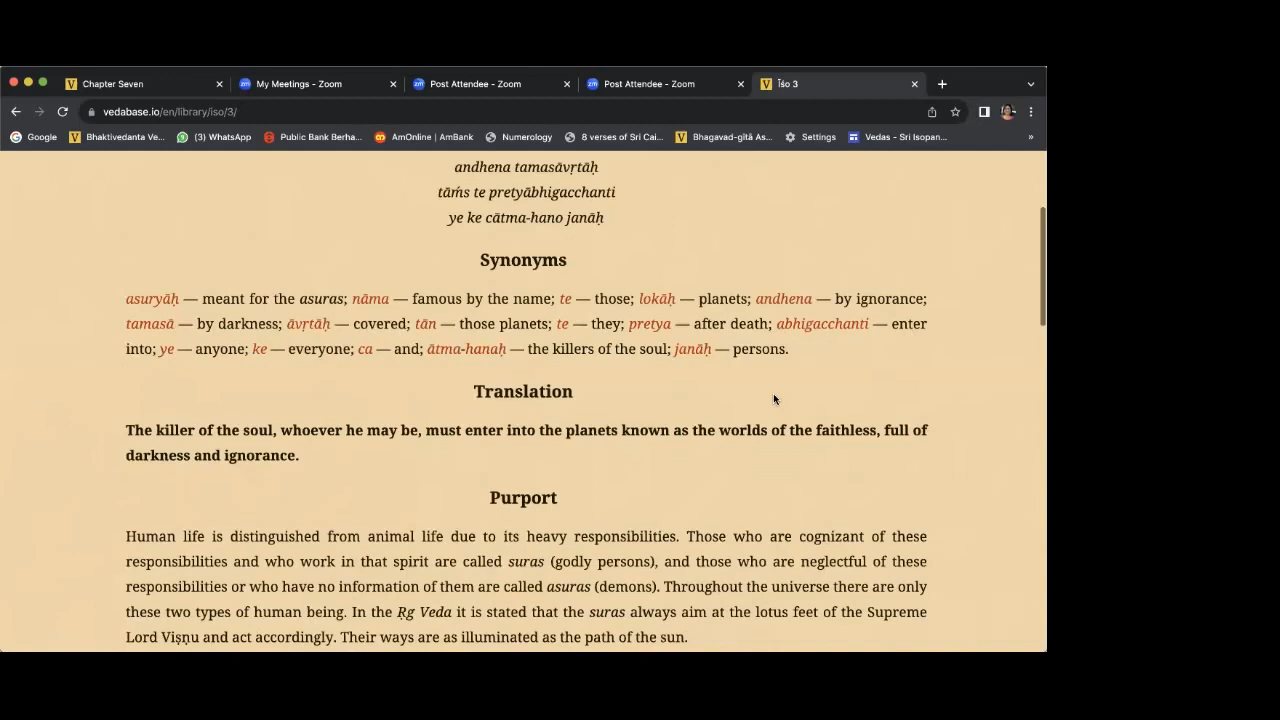 Chapter Seven
My Meetings - Zoom
Post Attendee - Zoom
Post Attendee - Zoom
Īśo 3
vedabase.io/en/library/iso/3/
Google
Bhaktivedanta Ve...
(3) WhatsApp
Public Bank Berha...
AmOnline | AmBank
Numerology
8 verses of Sri Cai...
Bhagavad-gītā As...
Settings
Vedas - Sri Isopan...
»
andhena tamasāvṛtāḥ
tāḿs te pretyābhigacchanti
ye ke cātma-hano janāḥ
Synonyms
asuryāḥ — meant for the asuras; nāma — famous by the name; te — those; lokāḥ — planets; andhena — by ignorance;
tamasā — by darkness; āvṛtāḥ — covered; tān — those planets; te — they; pretya — after death; abhigacchanti — enter
into; ye — anyone; ke — everyone; ca — and; ātma-hanaḥ — the killers of the soul; janāḥ — persons.
Translation
The killer of the soul, whoever he may be, must enter into the planets known as the worlds of the faithless, full of
darkness and ignorance.
Purport
Human life is distinguished from animal life due to its heavy responsibilities. Those who are cognizant of these
responsibilities and who work in that spirit are called suras (godly persons), and those who are neglectful of these
responsibilities or who have no information of them are called asuras (demons). Throughout the universe there are only
these two types of human being. In the Ṛg Veda it is stated that the suras always aim at the lotus feet of the Supreme
Lord Viṣṇu and act accordingly. Their ways are as illuminated as the path of the sun.